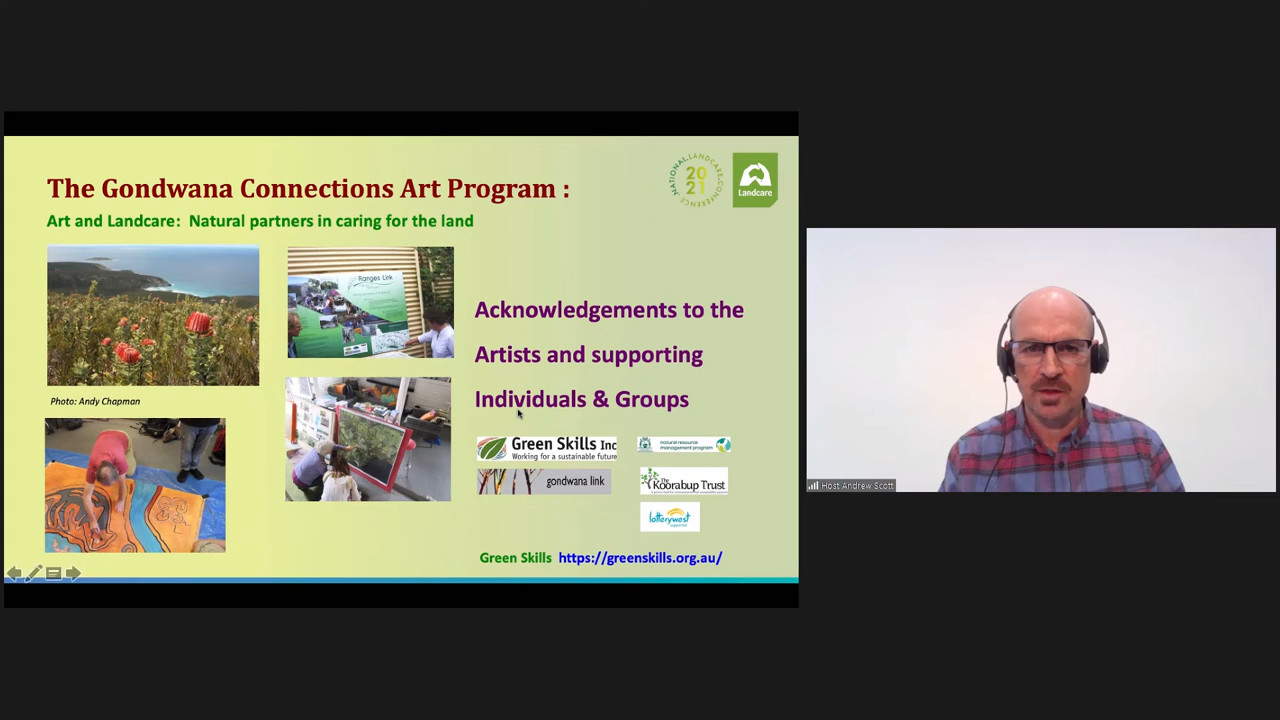 The Gondwana Connections Art Program :
Art and Landcare:  Natural partners in caring for the land
NATIONAL LANDCARE CONFERENCE
20
21
Landcare
Ranges Link
Photo: Andy Chapman
Acknowledgements to the
Artists and supporting
Individuals & Groups
Green Skills Inc
Working for a sustainable future
natural resource
management program
gondwana link
The
Koorabup Trust
lotterywest
supported
Green Skills  https://greenskills.org.au/
Host Andrew Scott